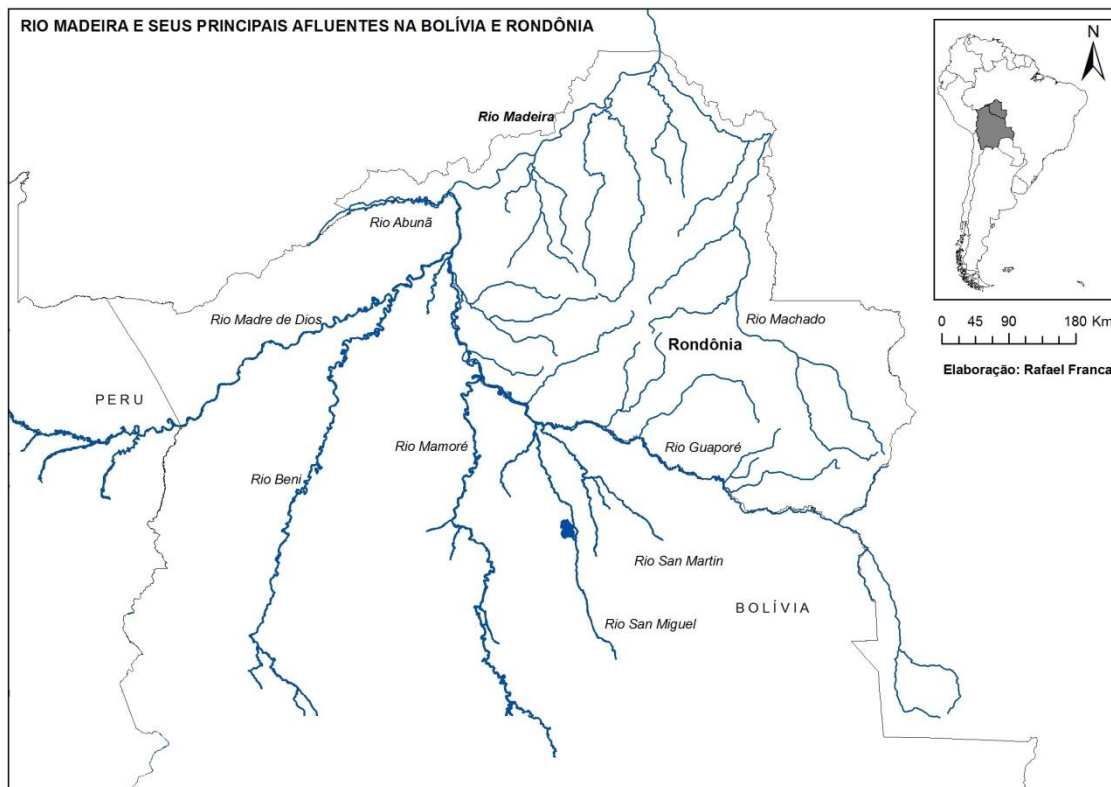 RIO MADEIRA E SEUS PRINCIPAIS AFLUENTES NA BOLÍVIA E RONDÔNIA
N
Rio Madeira
Rio Abunã
Rio Madre de Dios
Rio Machado
0 45 90 180 Km
Rondônia
Elaboração: Rafael Franca
PERU
Rio Mamoré
Rio Guaporé
Rio Beni
Rio San Martin
BOLÍVIA
Rio San Miguel